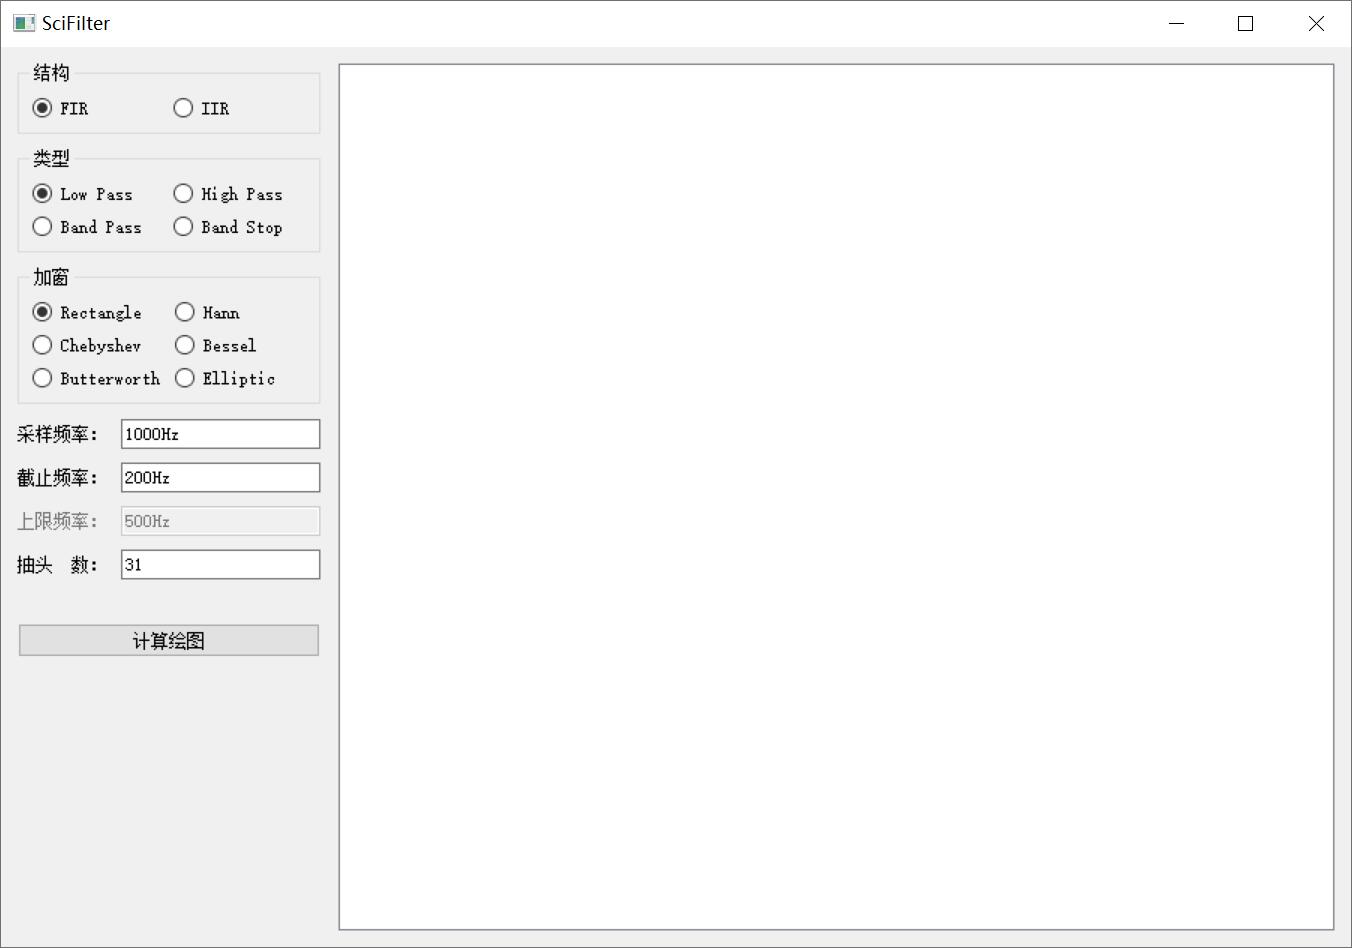 SciFilter
结构
FIR IIR
类型
Low Pass High Pass
Band Pass Band Stop
加窗
Rectangle Hann
Chebyshev Bessel
Butterworth Elliptic
采样频率： 1000Hz
截止频率： 200Hz
上限频率： 500Hz
抽头 数： 31
计算绘图